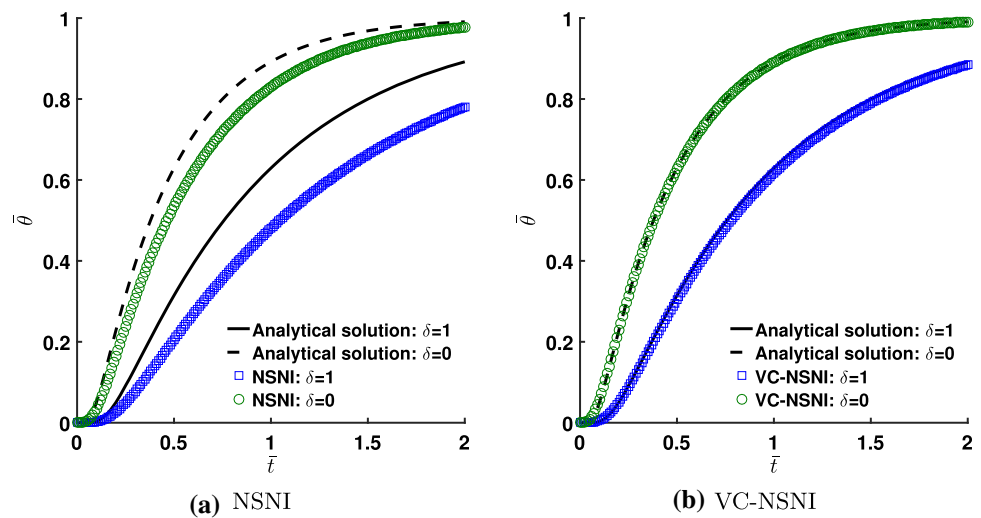 1
0.8
0.6
0.4
0.2
0
θ̄
0 0.5 1 1.5 2
t̄
Analytical solution: δ=1
Analytical solution: δ=0
NSNI: δ=1
NSNI: δ=0
(a) NSNI
1
0.8
0.6
0.4
0.2
0
θ̄
0 0.5 1 1.5 2
t̄
Analytical solution: δ=1
Analytical solution: δ=0
VC-NSNI: δ=1
VC-NSNI: δ=0
(b) VC-NSNI